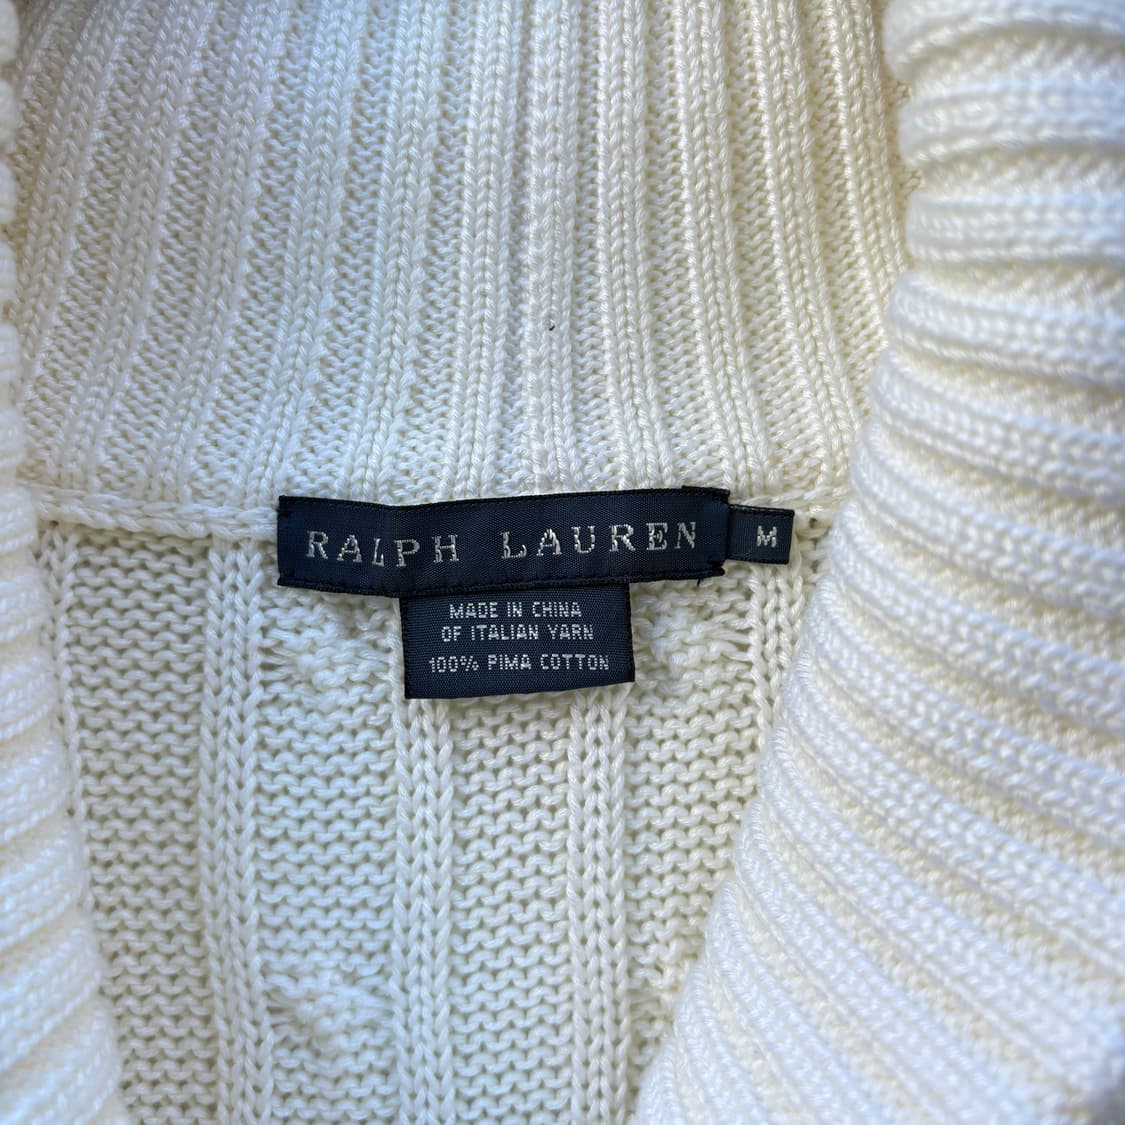 RALPH LAUREN
M
MADE IN CHINA
OF ITALIAN YARN
100% PIMA COTTON